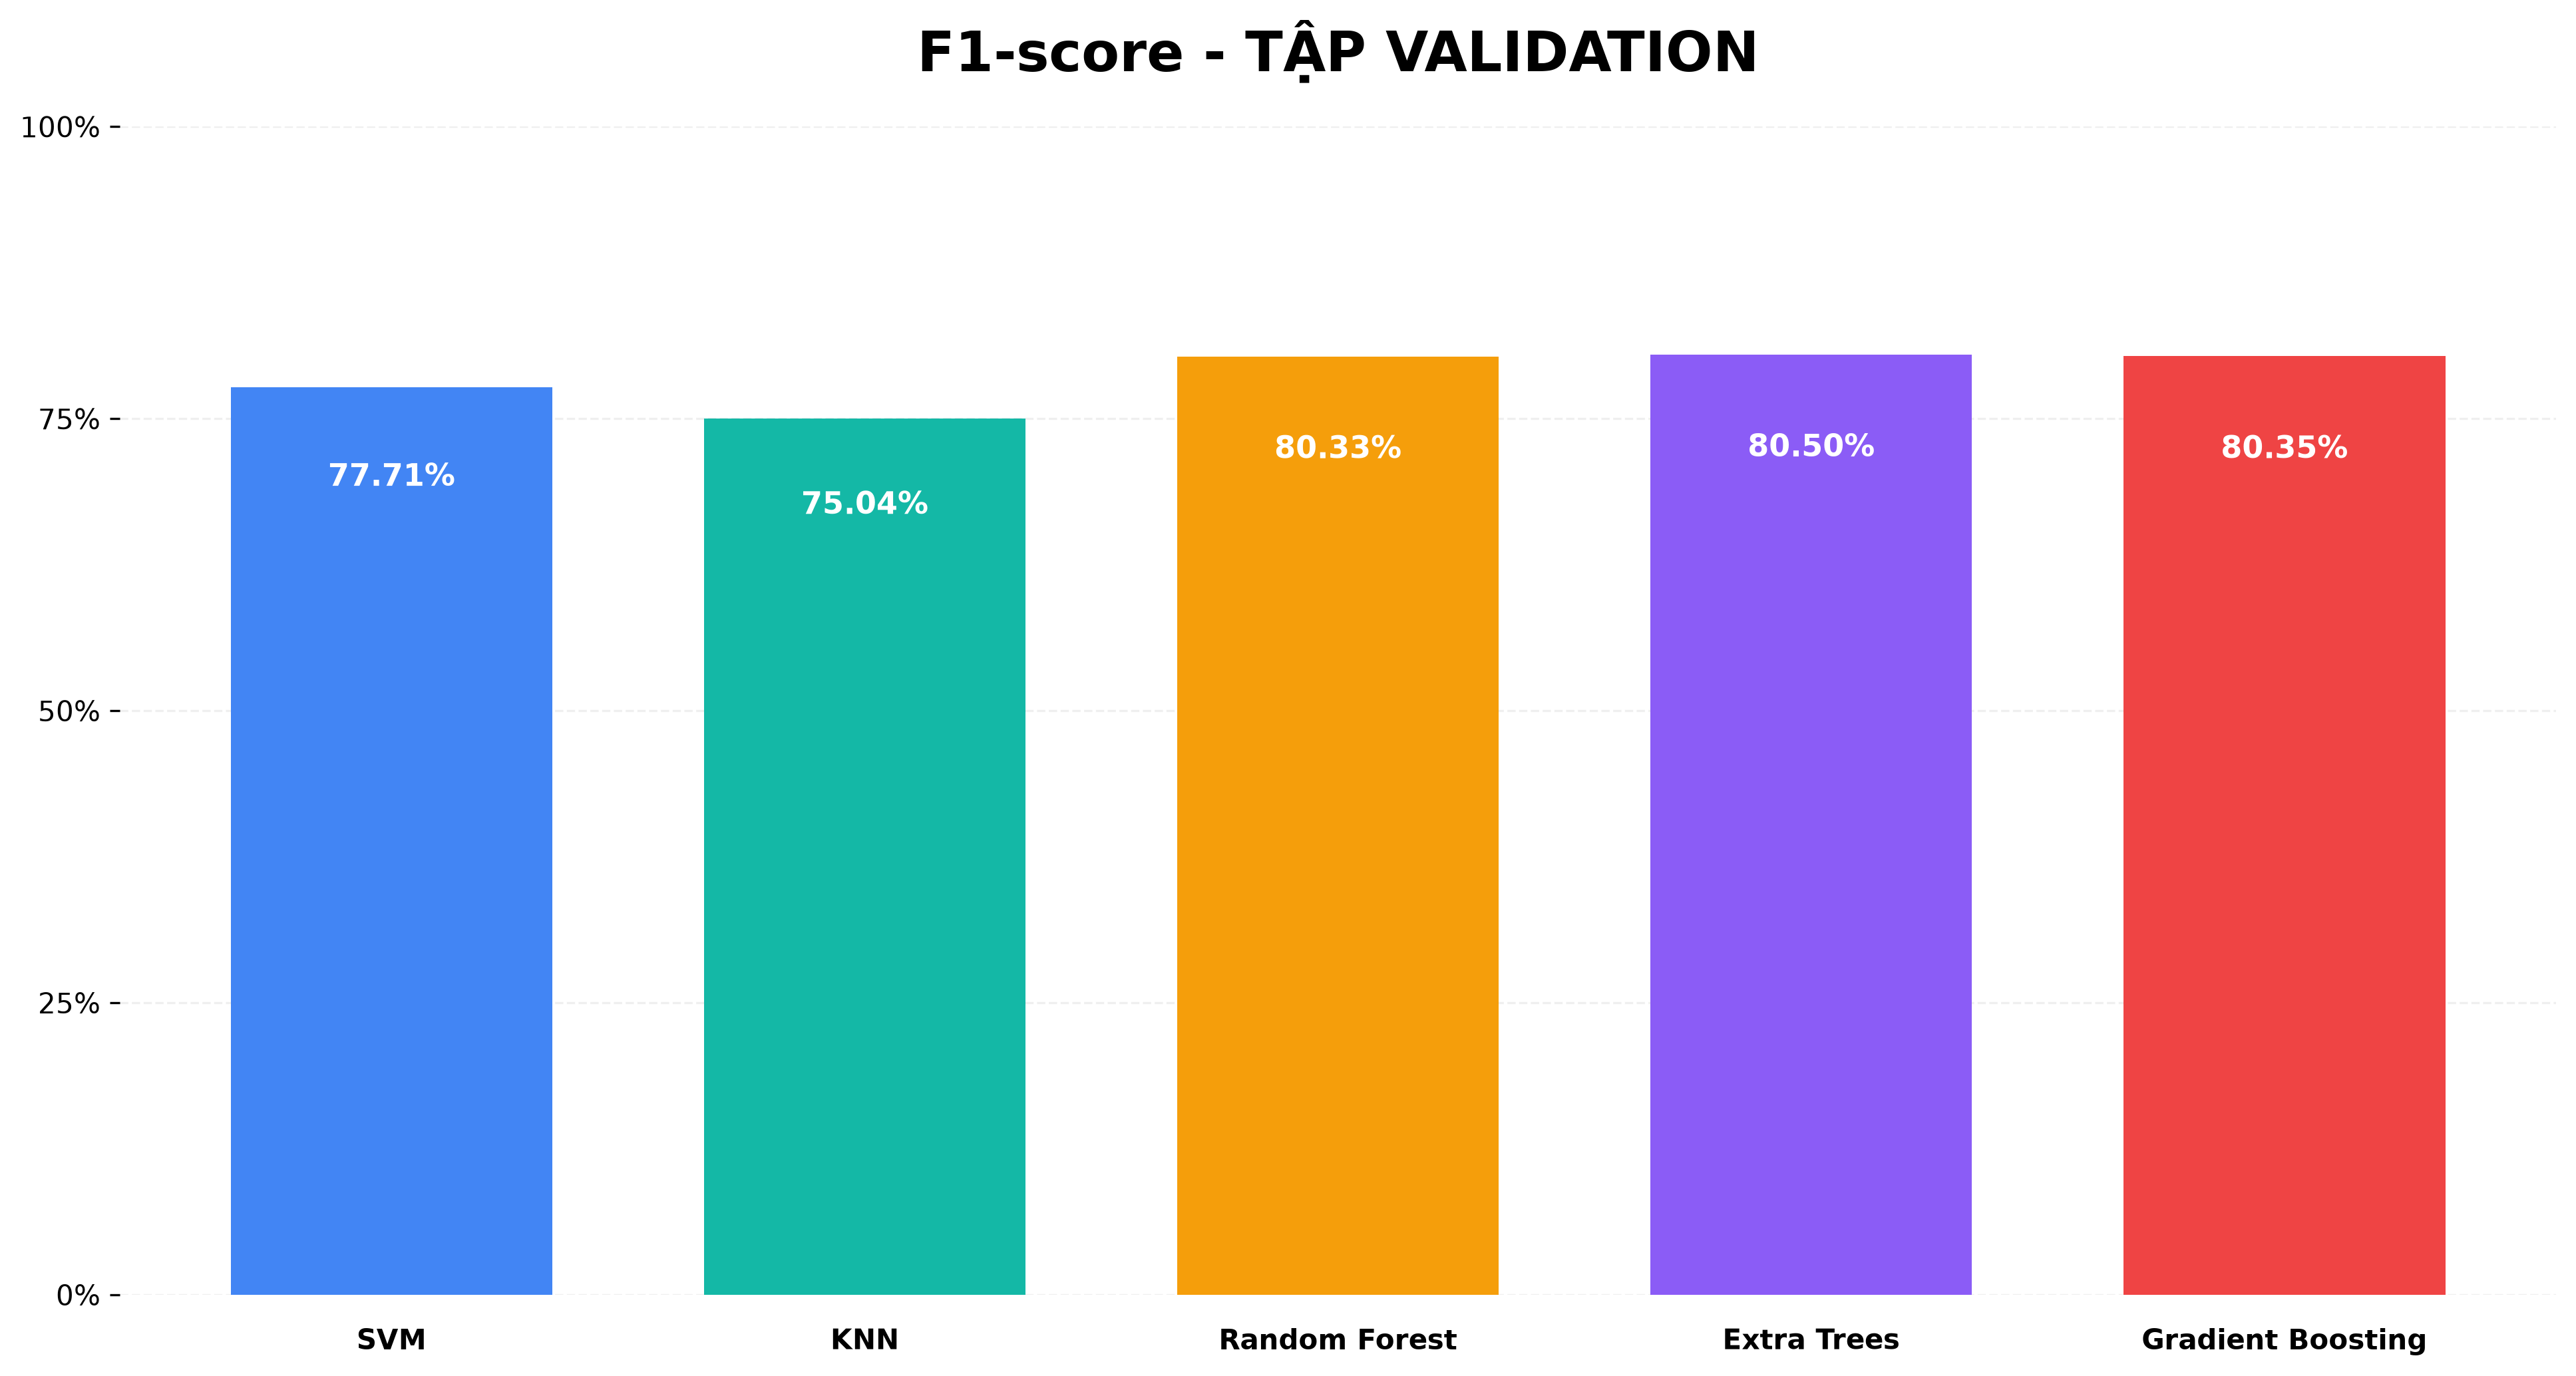 F1-score - TẬP VALIDATION
100%
75%
50%
25%
0%
77.71%
75.04%
80.33%
80.50%
80.35%
SVM
KNN
Random Forest
Extra Trees
Gradient Boosting